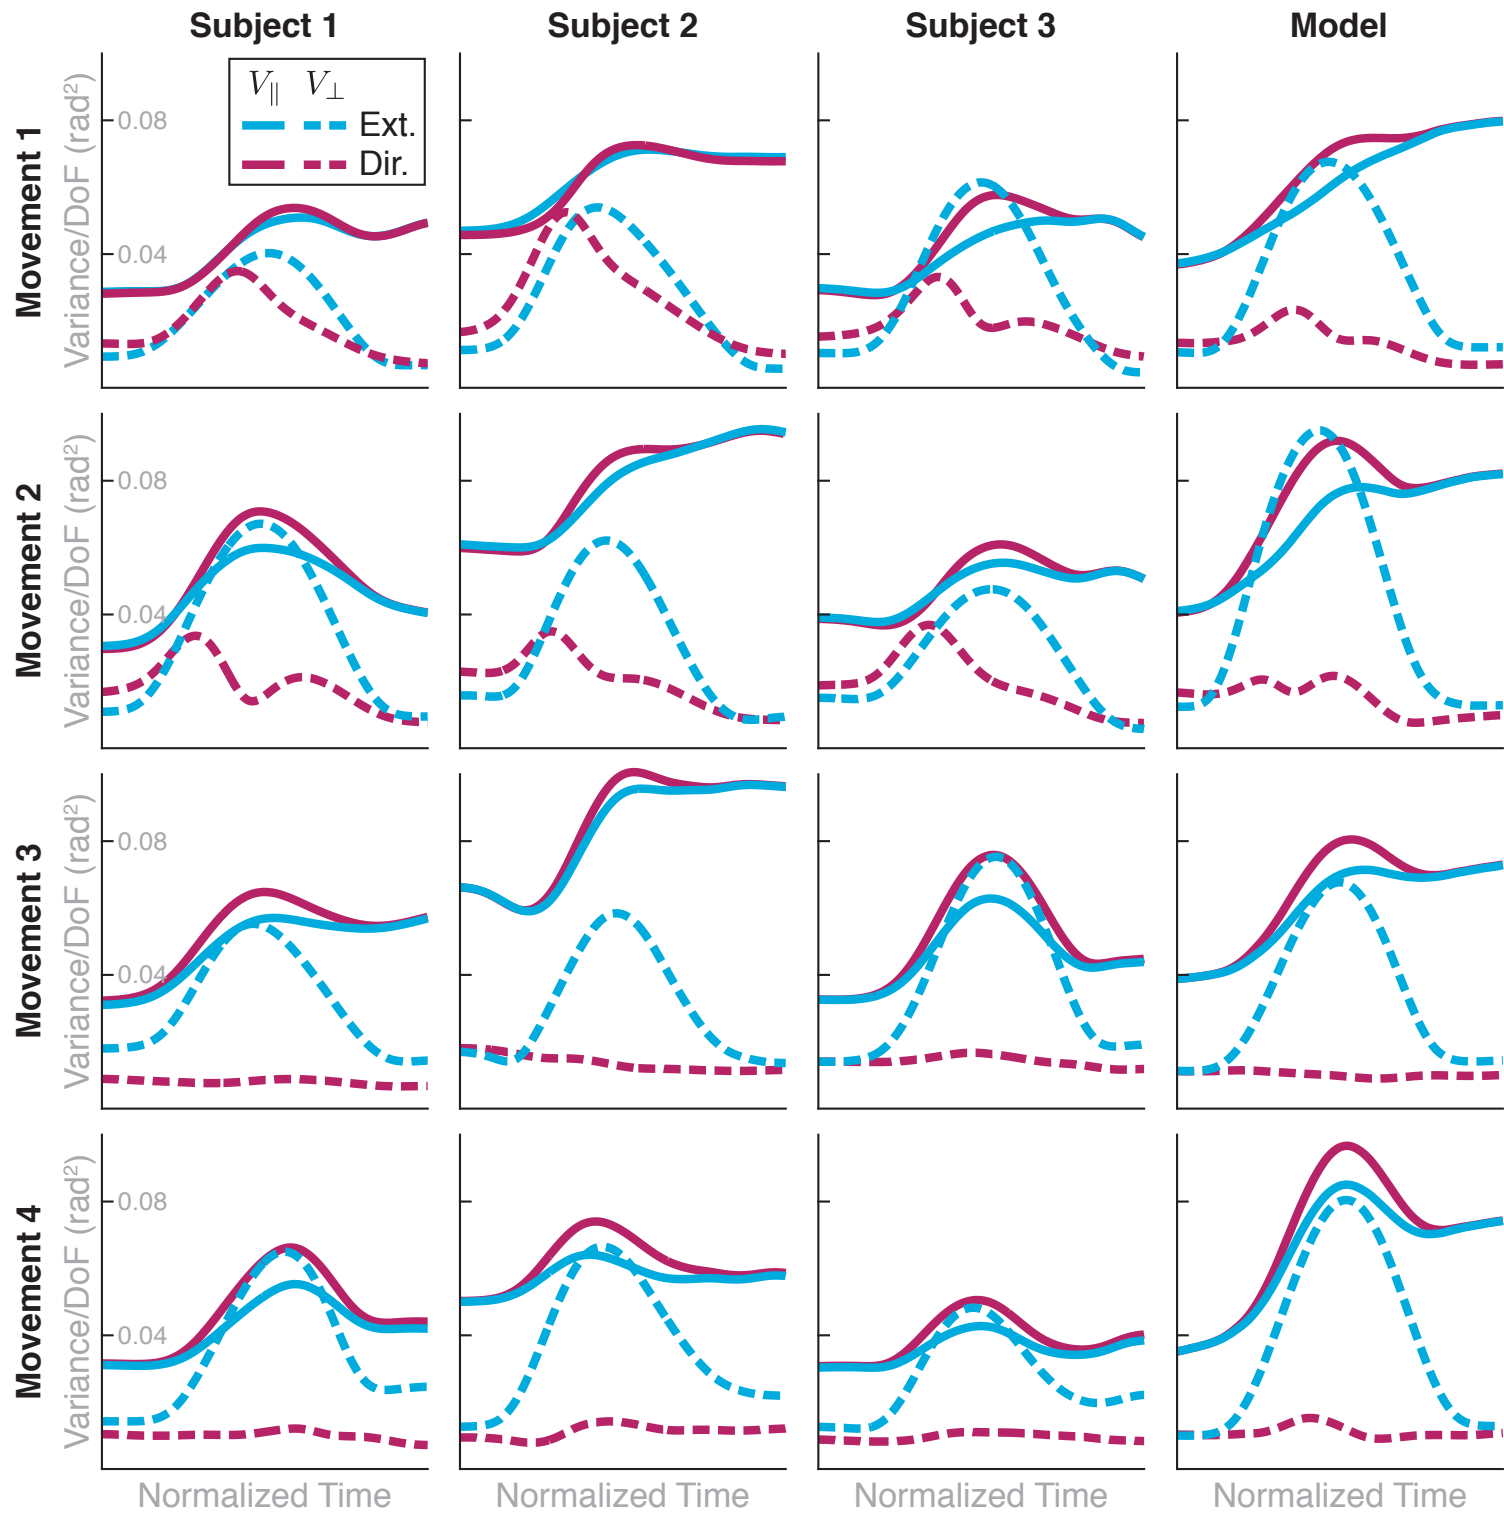 Subject 1 Subject 2 Subject 3 Model
Movement 1
Variance/DoF (rad²)
0.08
0.04
V∥ V⊥
Ext.
Dir.
Movement 2
Variance/DoF (rad²)
0.08
0.04
Movement 3
Variance/DoF (rad²)
0.08
0.04
Movement 4
Variance/DoF (rad²)
0.08
0.04
Normalized Time Normalized Time Normalized Time Normalized Time